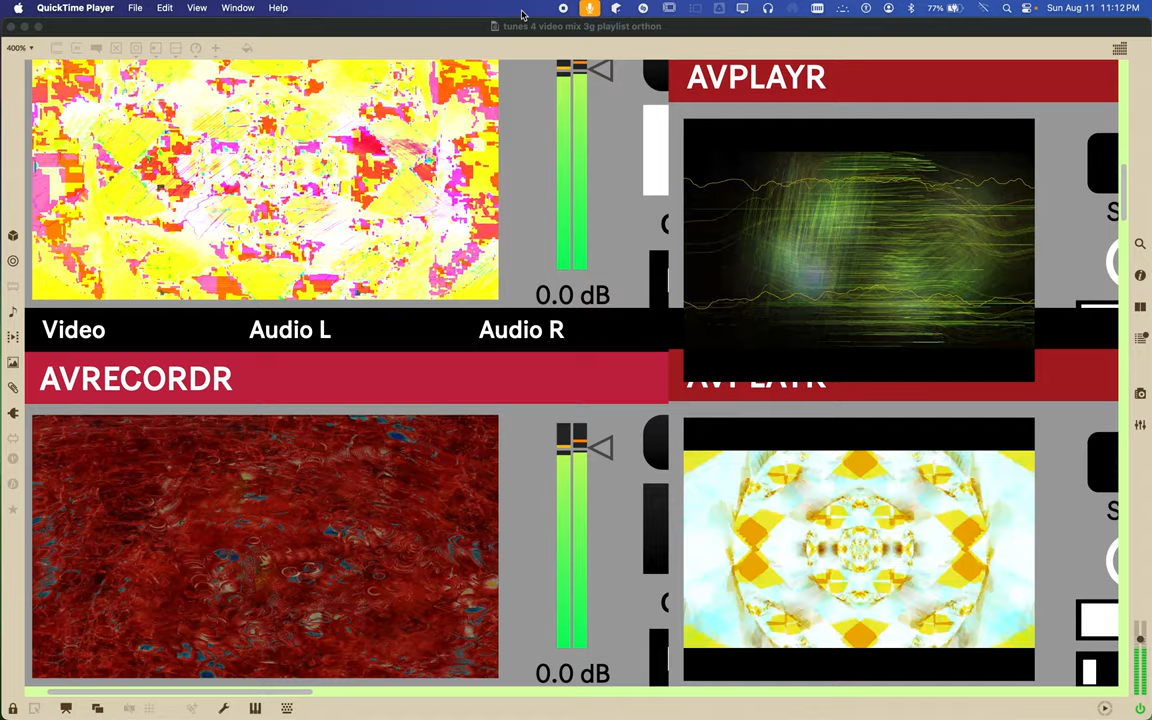 QuickTime Player File Edit View Window Help 77% Sun Aug 11 11:12 PM
tunes 4 video mix 3g playlist orthon
400%
AVPLAYR
S
0.0 dB
Video Audio L Audio R
AVRECORDR
AVPLAYR
S
0.0 dB